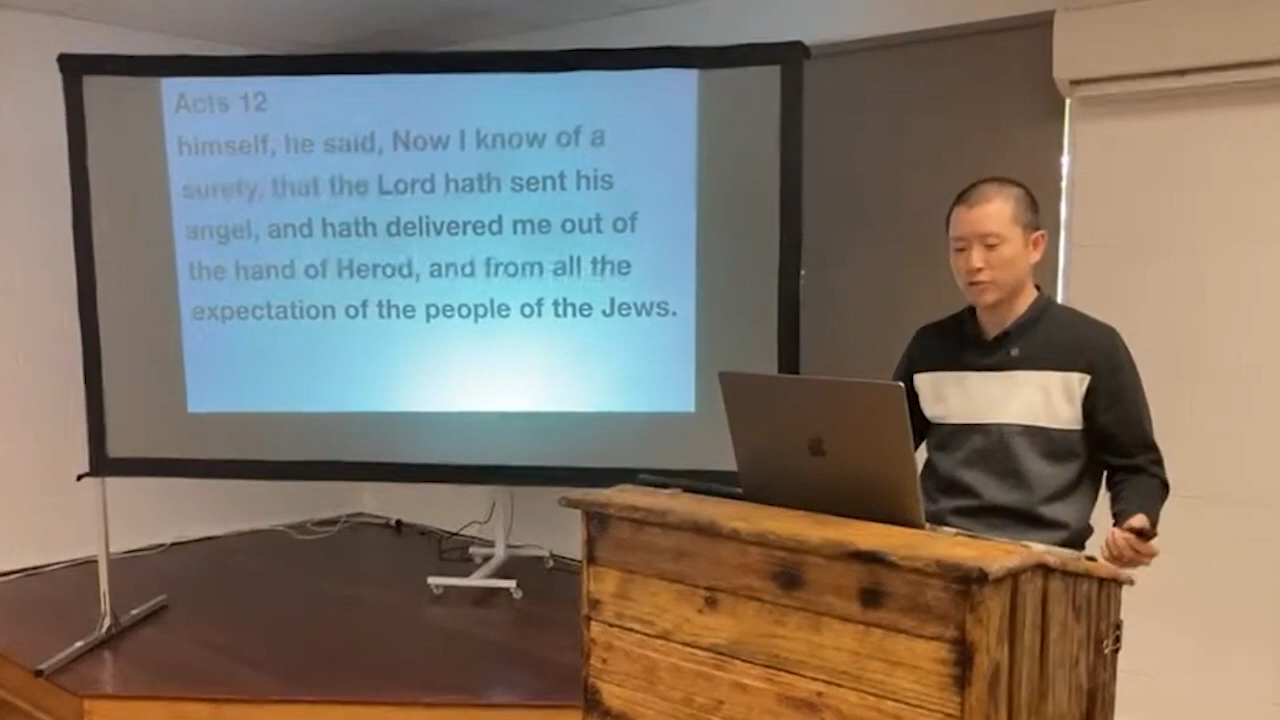 Acts 12
himself, he said, Now I know of a
surety, that the Lord hath sent his
angel, and hath delivered me out of
the hand of Herod, and from all the
expectation of the people of the Jews.